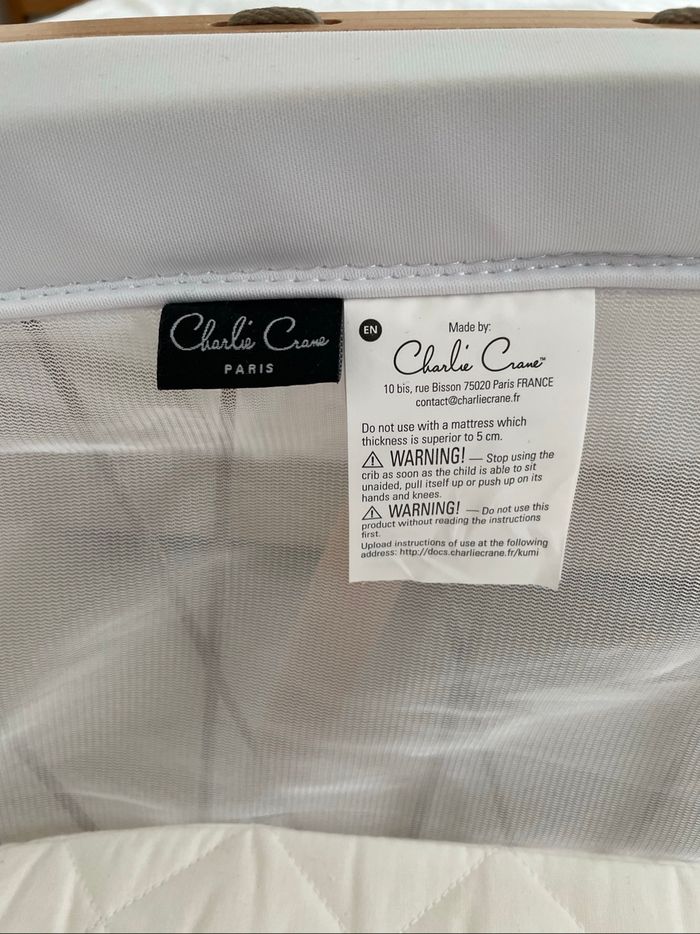 Charlie Crane
PARIS
EN
Made by:
Charlie Crane™
10 bis, rue Bisson 75020 Paris FRANCE
contact@charliecrane.fr
Do not use with a mattress which
thickness is superior to 5 cm.
WARNING! — Stop using the
crib as soon as the child is able to sit
unaided, pull itself up or push up on its
hands and knees.
WARNING! — Do not use this
product without reading the instructions
first.
Upload instructions of use at the following
address: http://docs.charliecrane.fr/kumi